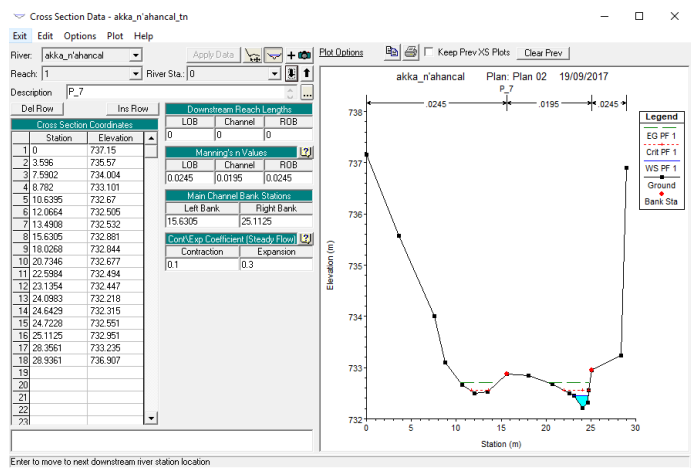 Cross Section Data - akka_n'ahancal_tn
Exit Edit Options Plot Help
River: akka_n'ahancal Apply Data Plot Options Keep Prev XS Plots Clear Prev
Reach: 1 River Sta.: 0
Description P_7 ...
Del Row Ins Row
Cross Section Coordinates
Station Elevation
1 0 737.15
2 3.596 735.57
3 7.5902 734.004
4 8.782 733.101
5 10.6395 732.67
6 12.0664 732.505
7 13.4908 732.532
8 15.6305 732.881
9 18.0268 732.844
10 20.7346 732.677
11 22.5984 732.494
12 23.1354 732.447
13 24.0983 732.218
14 24.6429 732.315
15 24.7228 732.551
16 25.1125 732.951
17 28.3561 733.235
18 28.9361 736.907
19
20
21
22
23
Downstream Reach Lengths
LOB Channel ROB
0 0 0
Manning's n Values
LOB Channel ROB
0.0245 0.0195 0.0245
Main Channel Bank Stations
Left Bank Right Bank
15.6305 25.1125
Cont\Exp Coefficient (Steady Flow)
Contraction Expansion
0.1 0.3
akka_n'ahancal Plan: Plan 02 19/09/2017
P_7
.0245 .0195 .0245
738
737
736
735
734
733
732
Elevation (m)
0 5 10 15 20 25 30
Station (m)
Legend
EG PF 1
Crit PF 1
WS PF 1
Ground
Bank Sta
Enter to move to next downstream river station location